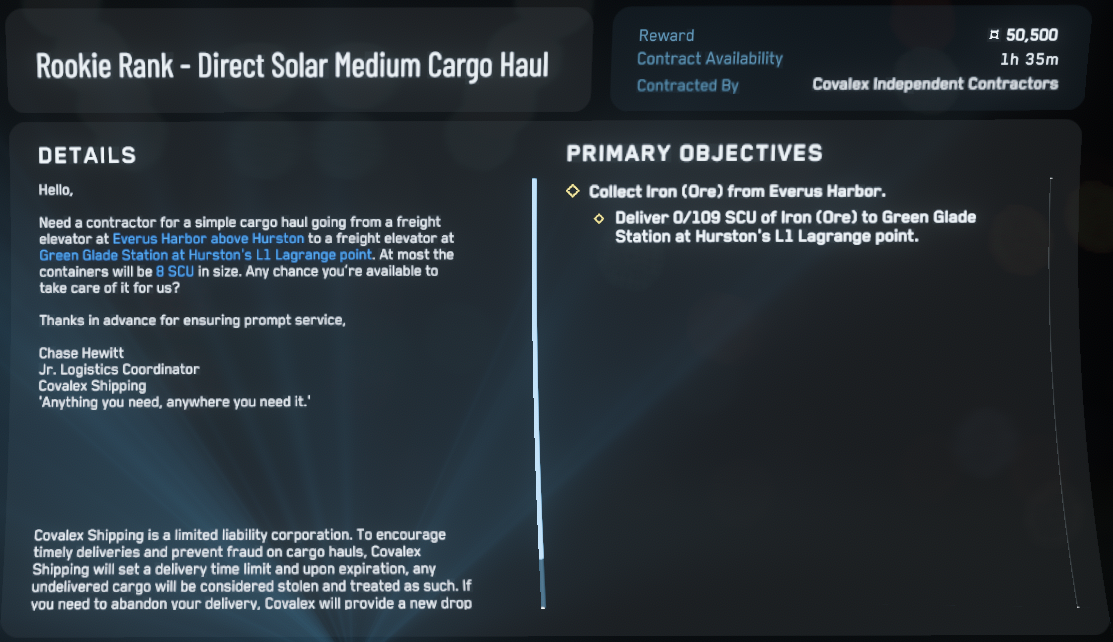 Rookie Rank - Direct Solar Medium Cargo Haul
Reward ¤ 50,500
Contract Availability 1h 35m
Contracted By Covalex Independent Contractors
DETAILS
Hello,
Need a contractor for a simple cargo haul going from a freight
elevator at Everus Harbor above Hurston to a freight elevator at
Green Glade Station at Hurston's L1 Lagrange point. At most the
containers will be 8 SCU in size. Any chance you're available to
take care of it for us?
Thanks in advance for ensuring prompt service,
Chase Hewitt
Jr. Logistics Coordinator
Covalex Shipping
'Anything you need, anywhere you need it.'
Covalex Shipping is a limited liability corporation. To encourage
timely deliveries and prevent fraud on cargo hauls, Covalex
Shipping will set a delivery time limit and upon expiration, any
undelivered cargo will be considered stolen and treated as such. If
you need to abandon your delivery, Covalex will provide a new drop
PRIMARY OBJECTIVES
Collect Iron (Ore) from Everus Harbor.
Deliver 0/109 SCU of Iron (Ore) to Green Glade
Station at Hurston's L1 Lagrange point.